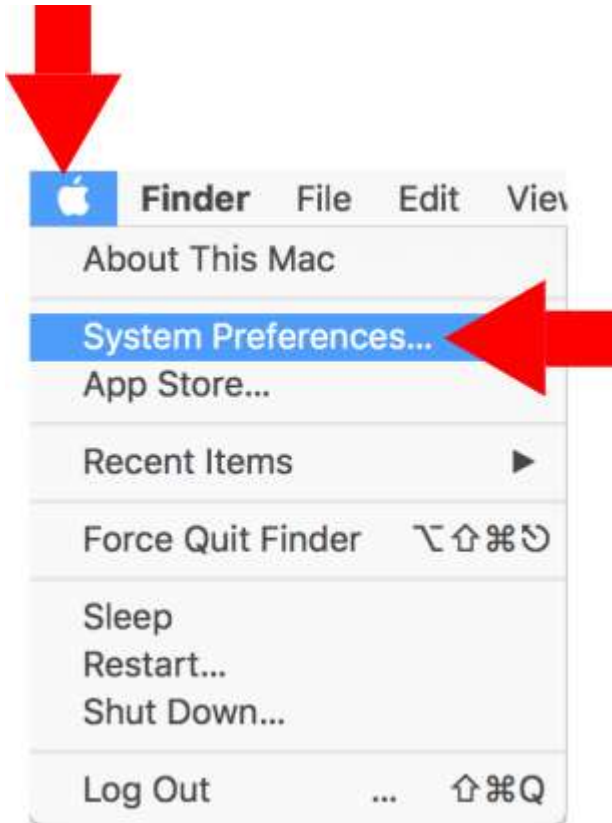 Finder File Edit View
About This Mac
System Preferences...
App Store...
Recent Items ▶
Force Quit Finder ⌥⇧⌘⎋
Sleep
Restart...
Shut Down...
Log Out ... ⇧⌘Q